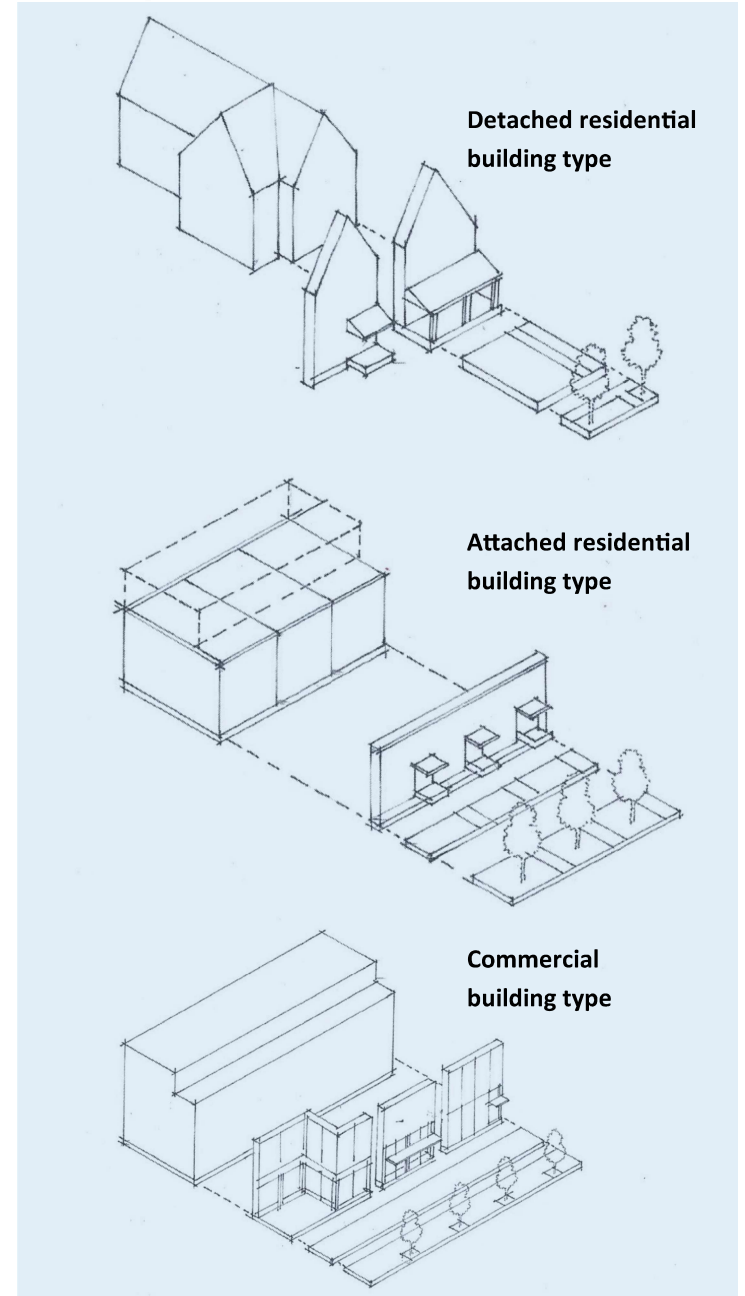 Detached residential
building type
Attached residential
building type
Commercial
building type